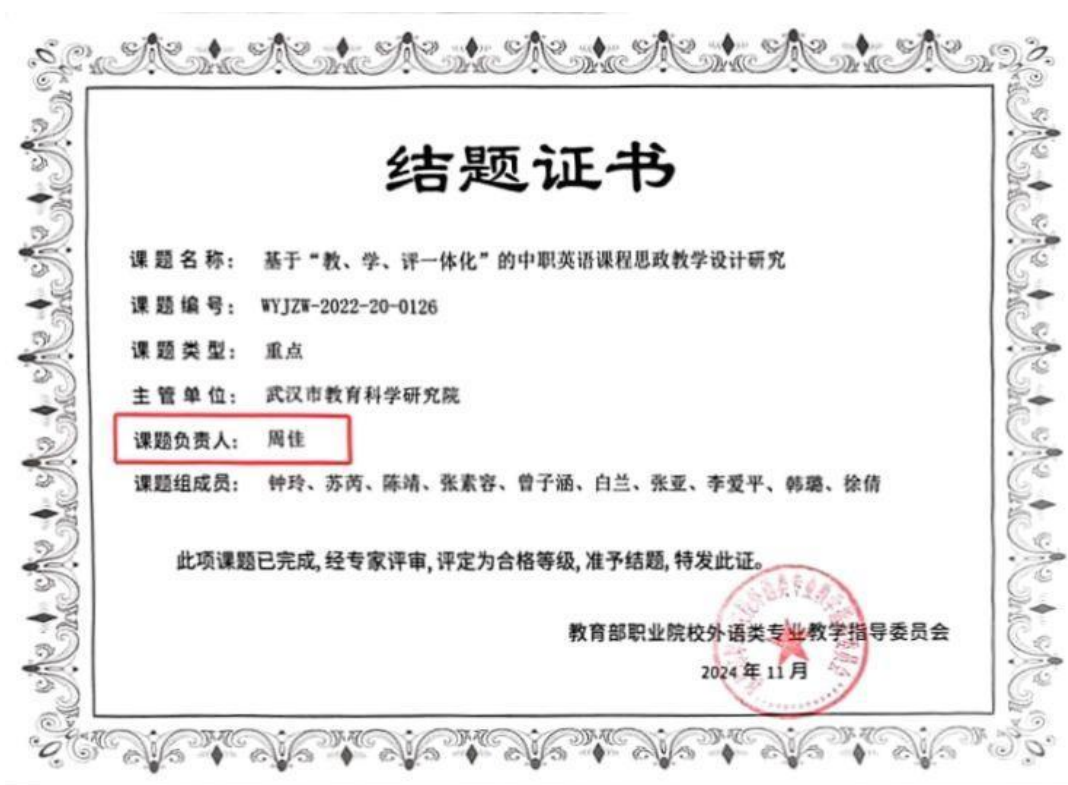 结题证书
课题名称： 基于“教、学、评一体化”的中职英语课程思政教学设计研究
课题编号： WYJZW-2022-20-0126
课题类型： 重点
主管单位： 武汉市教育科学研究院
课题负责人： 周佳
课题组成员： 钟玲、苏芮、陈靖、张素容、曾子涵、白兰、张亚、李爱平、韩璐、徐倩
此项课题已完成,经专家评审,评定为合格等级,准予结题,特发此证。
教育部职业院校外语类专业教学指导委员会
2024 年 11 月